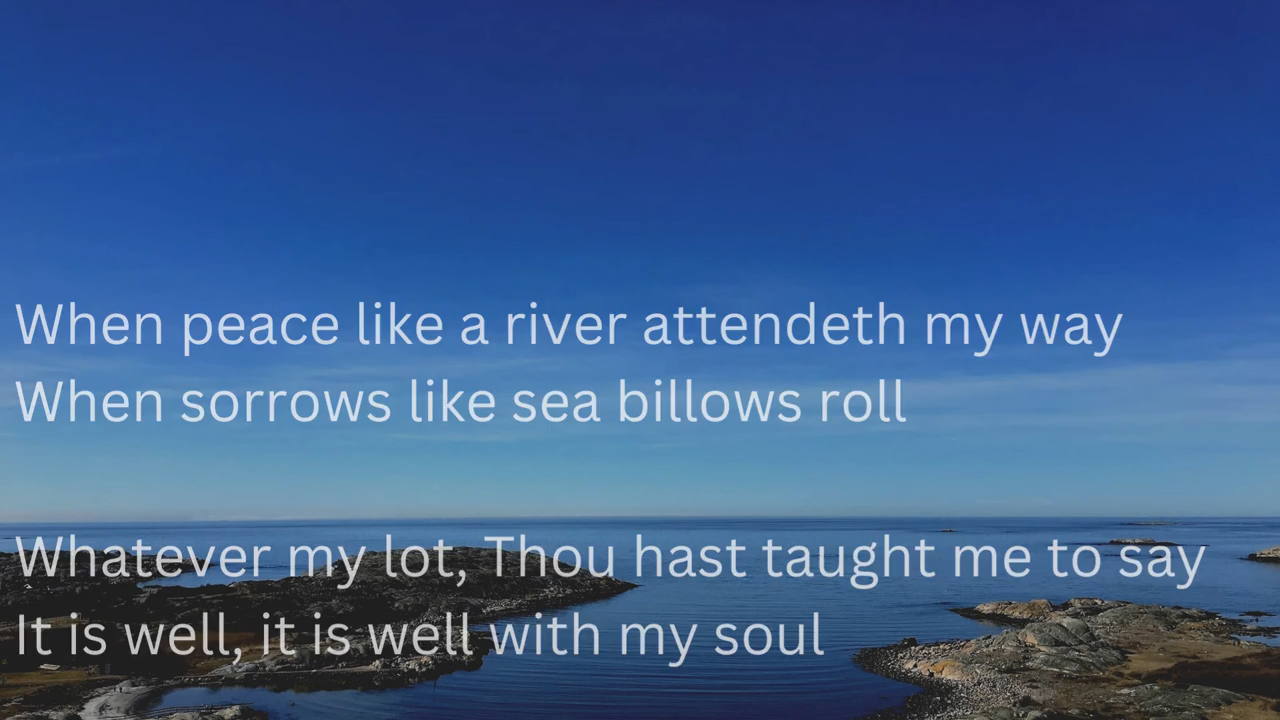 When peace like a river attendeth my way
When sorrows like sea billows roll
Whatever my lot, Thou hast taught me to say
It is well, it is well with my soul